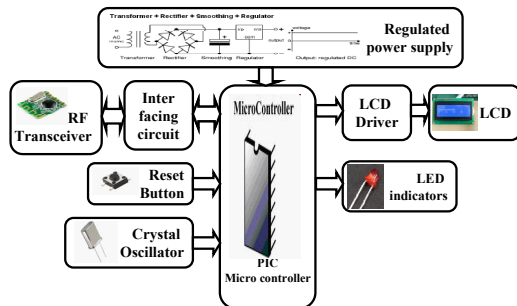 Transformer + Rectifier + Smoothing + Regulator
Transformer Rectifier Smoothing Regulator Output: regulated DC
Regulated
power supply
RF
Transceiver
Inter
facing
circuit
MicroController
PIC
Micro controller
LCD
Driver
LCD
Reset
Button
LED
indicators
Crystal
Oscillator